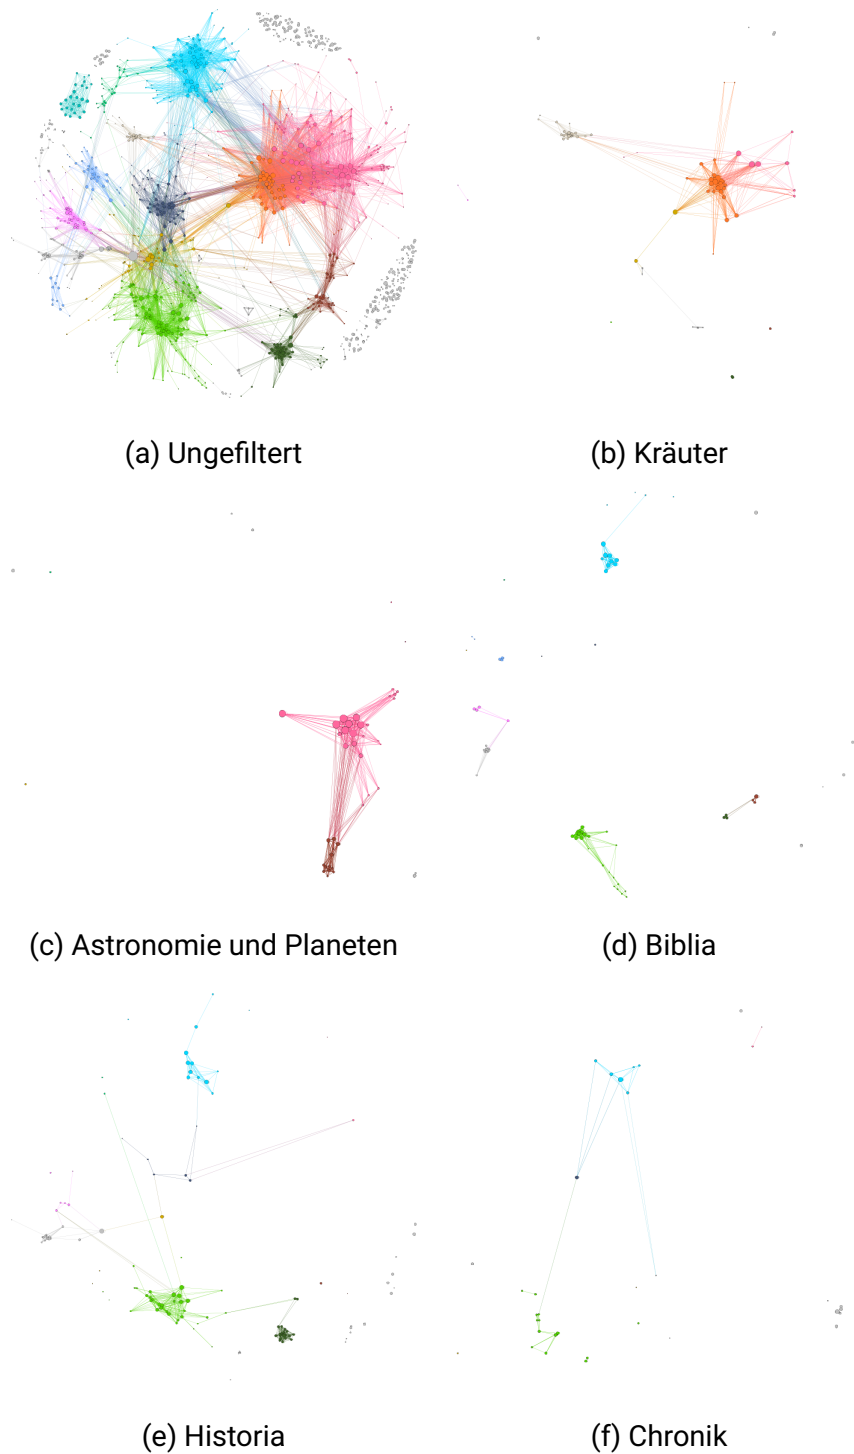 (a) Ungefiltert
(b) Kräuter
(c) Astronomie und Planeten
(d) Biblia
(e) Historia
(f) Chronik